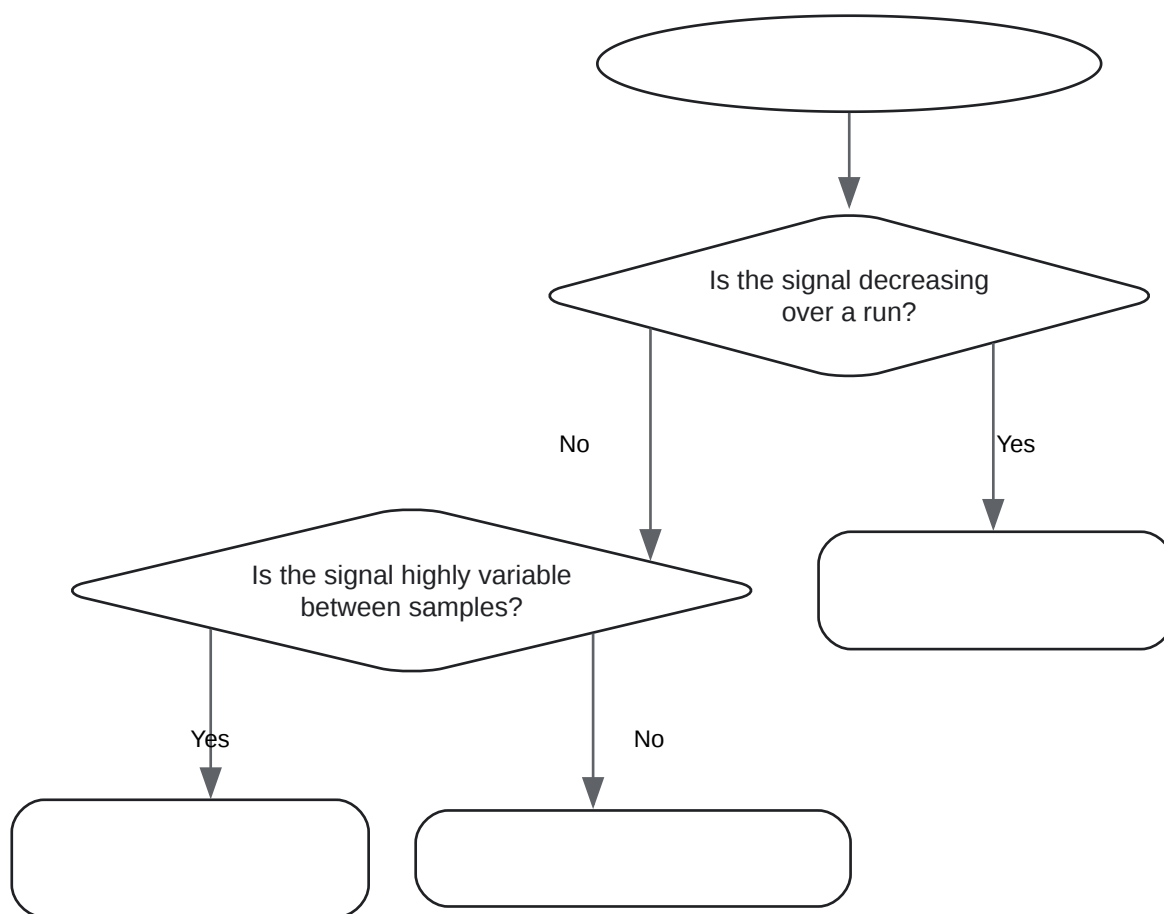 Is the signal decreasing
over a run?
No
Yes
Is the signal highly variable
between samples?
Yes
No